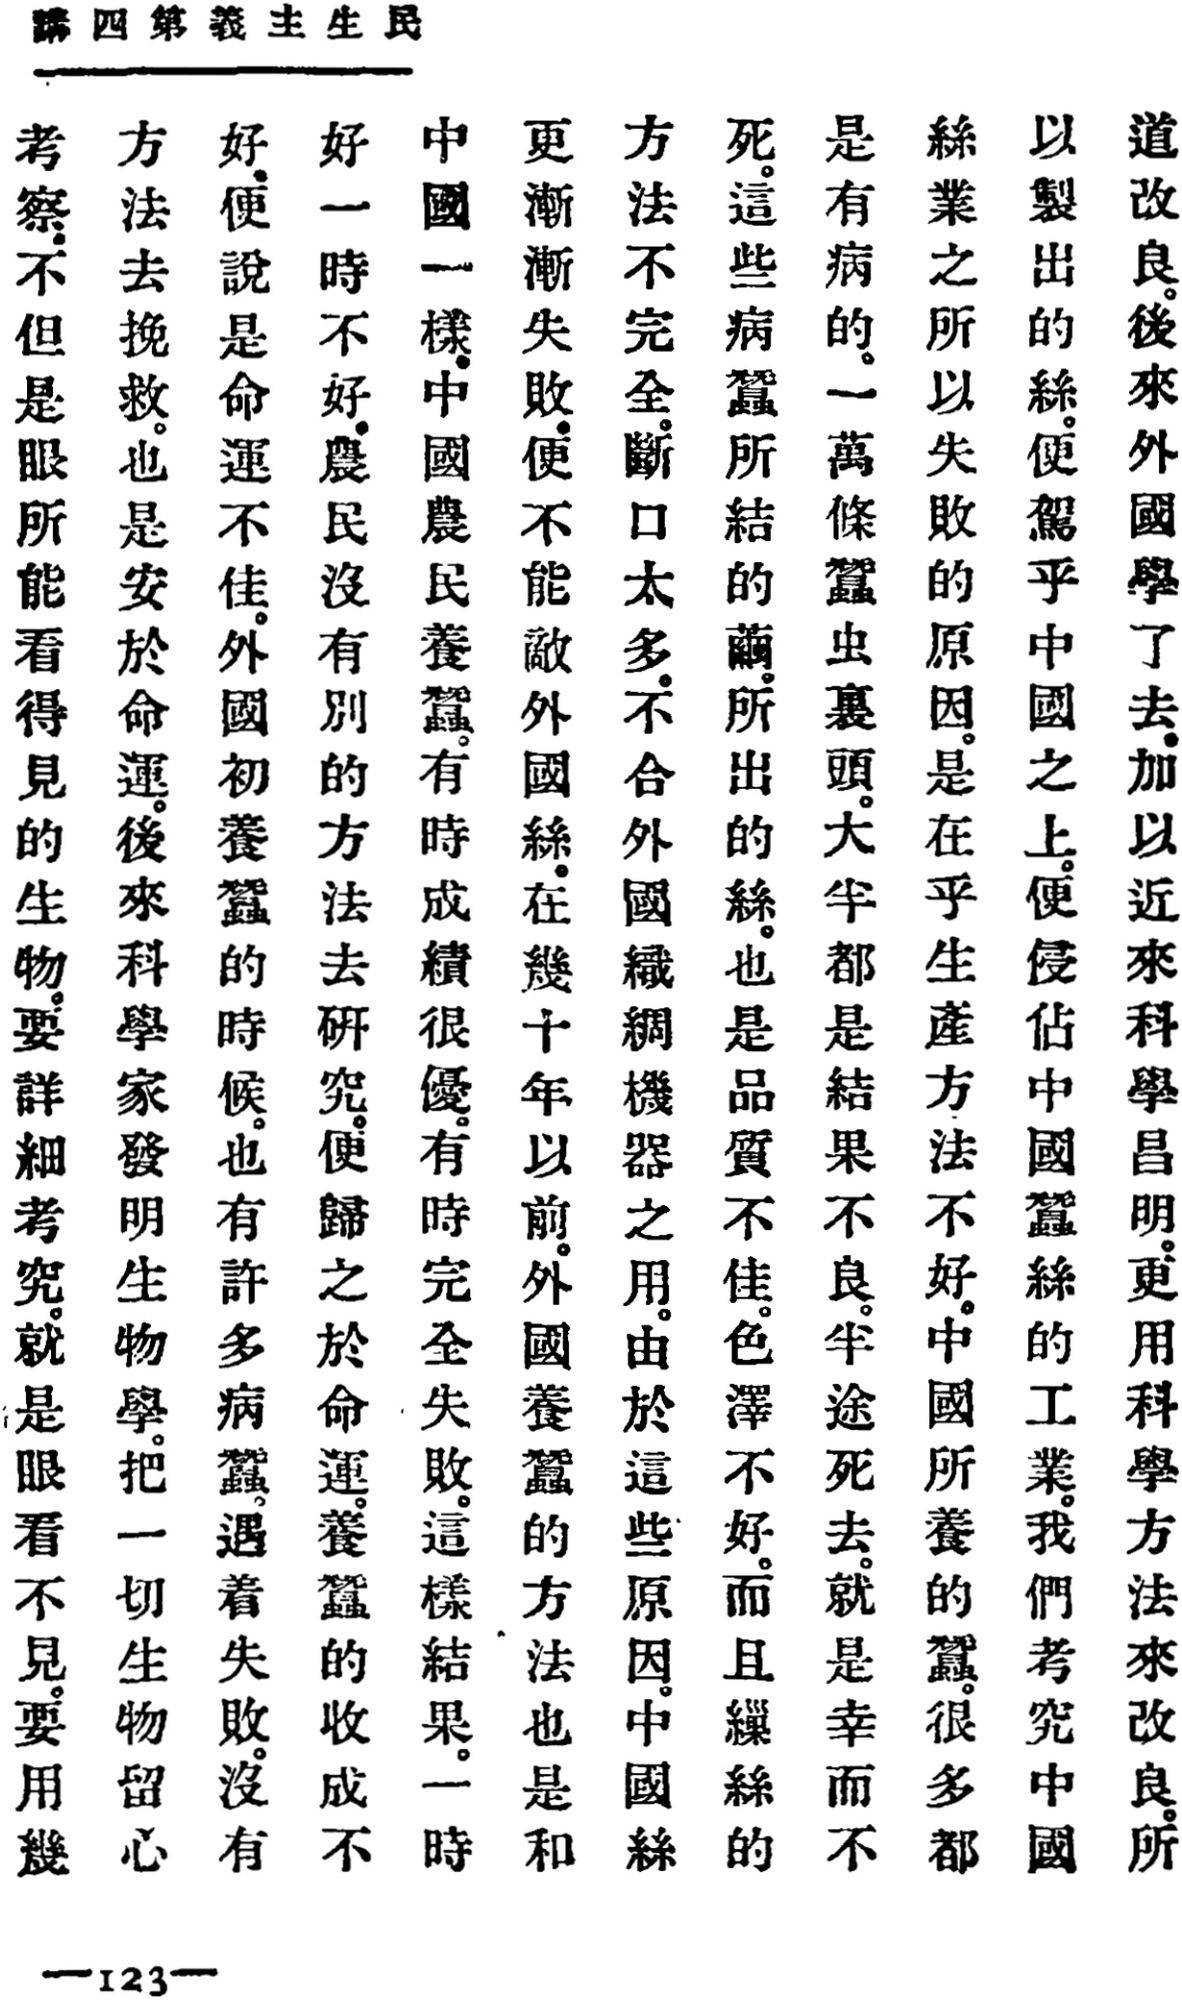 民生主義第四講
道改良。後來外國學了去。加以近來科學昌明。更用科學方法來改良。所
以製出的絲。便駕乎中國之上。便侵佔中國蠶絲的工業。我們考究中國
絲業之所以失敗的原因。是在乎生產方法不好。中國所養的蠶。很多都
是有病的。一萬條蠶虫裏頭。大半都是結果不良。半途死去。就是幸而不
死。這些病蠶所結的繭。所出的絲。也是品質不佳。色澤不好。而且繅絲的
方法不完全。斷口太多。不合外國織綢機器之用。由於這些原因。中國絲
更漸漸失敗。便不能敵外國絲。在幾十年以前。外國養蠶的方法也是和
中國一樣。中國農民養蠶。有時成績很優。有時完全失敗。這樣結果。一時
好一時不好。農民沒有別的方法去研究。便歸之於命運。養蠶的收成不
好。便說是命運不佳。外國初養蠶的時候。也有許多病蠶。遇着失敗。沒有
方法去挽救。也是安於命運。後來科學家發明生物學。把一切生物留心
考察。不但是眼所能看得見的生物。要詳細考究。就是眼看不見。要用幾
—123—